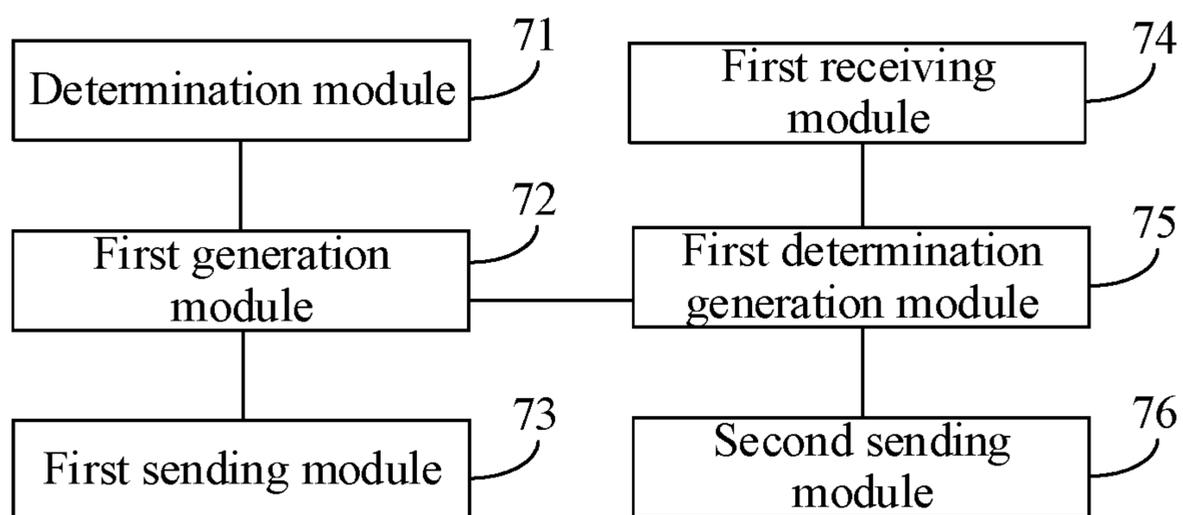 71
Determination module
74
First receiving
module
72
First generation
module
75
First determination
generation module
73
First sending module
76
Second sending
module